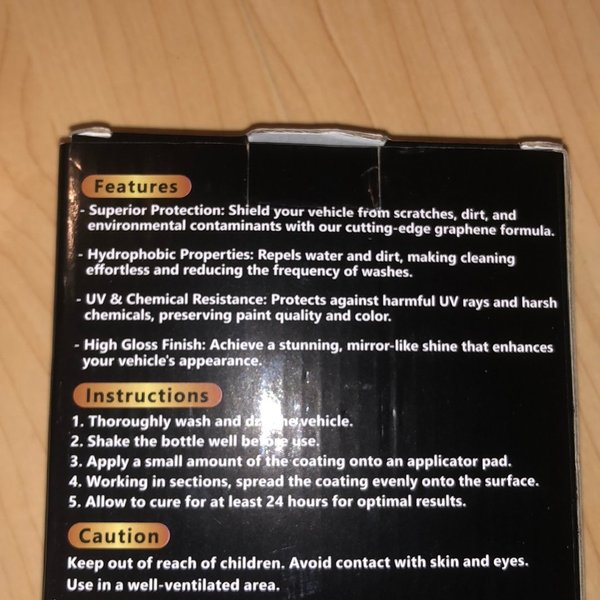 Features
- Superior Protection: Shield your vehicle from scratches, dirt, and
environmental contaminants with our cutting-edge graphene formula.
- Hydrophobic Properties: Repels water and dirt, making cleaning
effortless and reducing the frequency of washes.
- UV & Chemical Resistance: Protects against harmful UV rays and harsh
chemicals, preserving paint quality and color.
- High Gloss Finish: Achieve a stunning, mirror-like shine that enhances
your vehicle's appearance.
Instructions
1. Thoroughly wash and dry the vehicle.
2. Shake the bottle well before use.
3. Apply a small amount of the coating onto an applicator pad.
4. Working in sections, spread the coating evenly onto the surface.
5. Allow to cure for at least 24 hours for optimal results.
Caution
Keep out of reach of children. Avoid contact with skin and eyes.
Use in a well-ventilated area.